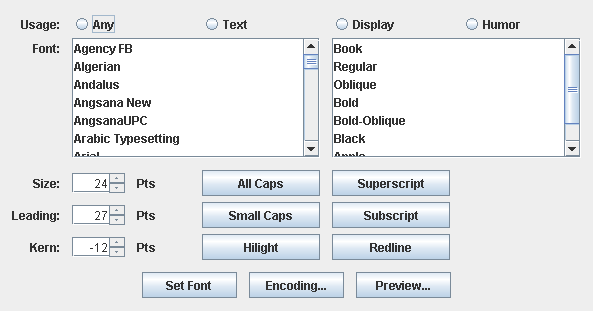 Usage: Any Text Display Humor
Font: Agency FB Book
Algerian Regular
Andalus Oblique
Angsana New Bold
AngsanaUPC Bold-Oblique
Arabic Typesetting Black
Arial Apple
Size: 24 Pts All Caps Superscript
Leading: 27 Pts Small Caps Subscript
Kern: -12 Pts Hilight Redline
Set Font Encoding... Preview...